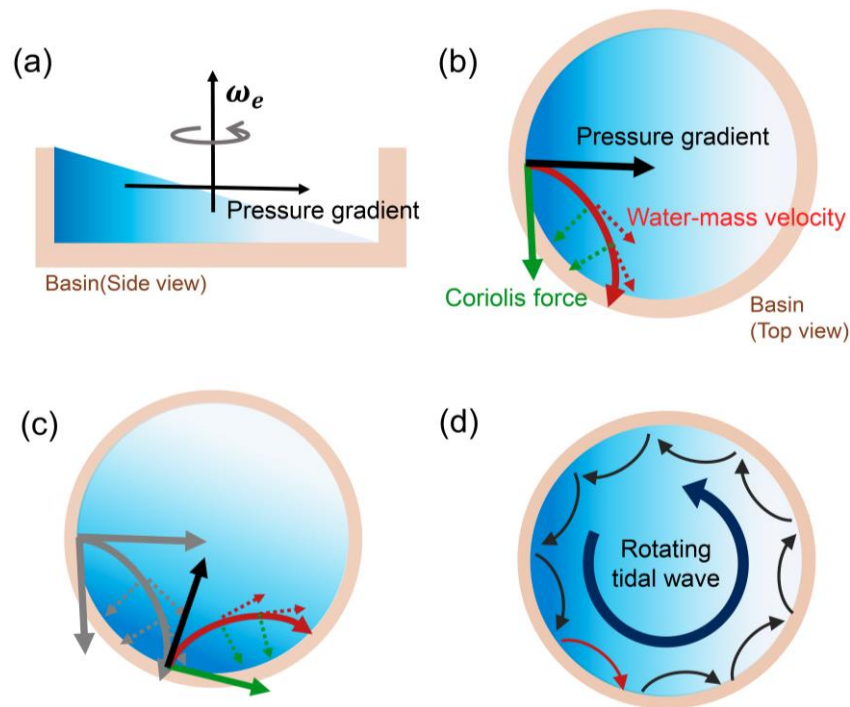 (a)
ωe
Pressure gradient
Basin(Side view)
(b)
Pressure gradient
Water-mass velocity
Coriolis force
Basin
(Top view)
(c)
(d)
Rotating
tidal wave